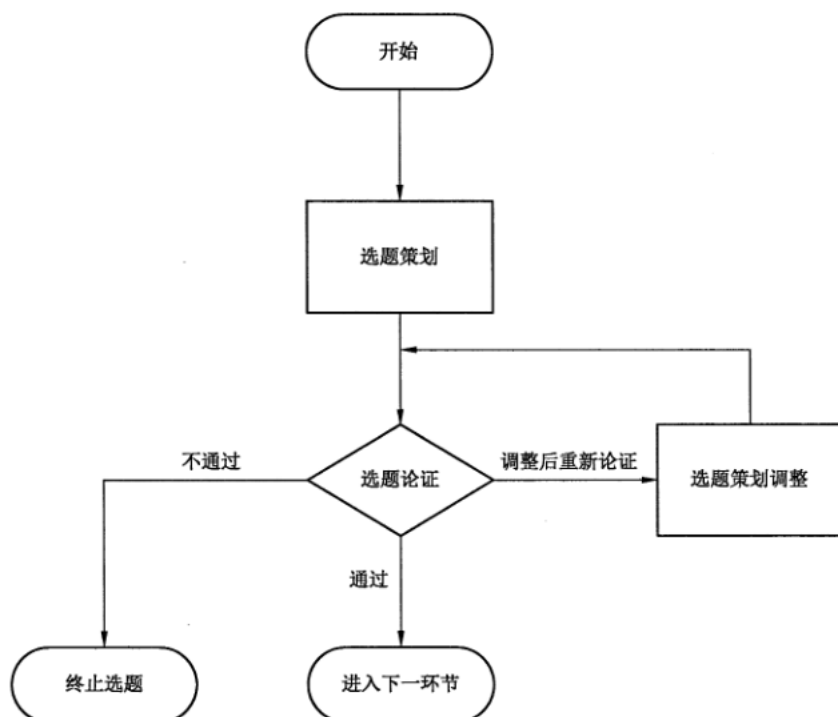 开始
选题策划
不通过
选题论证
调整后重新论证
选题策划调整
通过
终止选题
进入下一环节